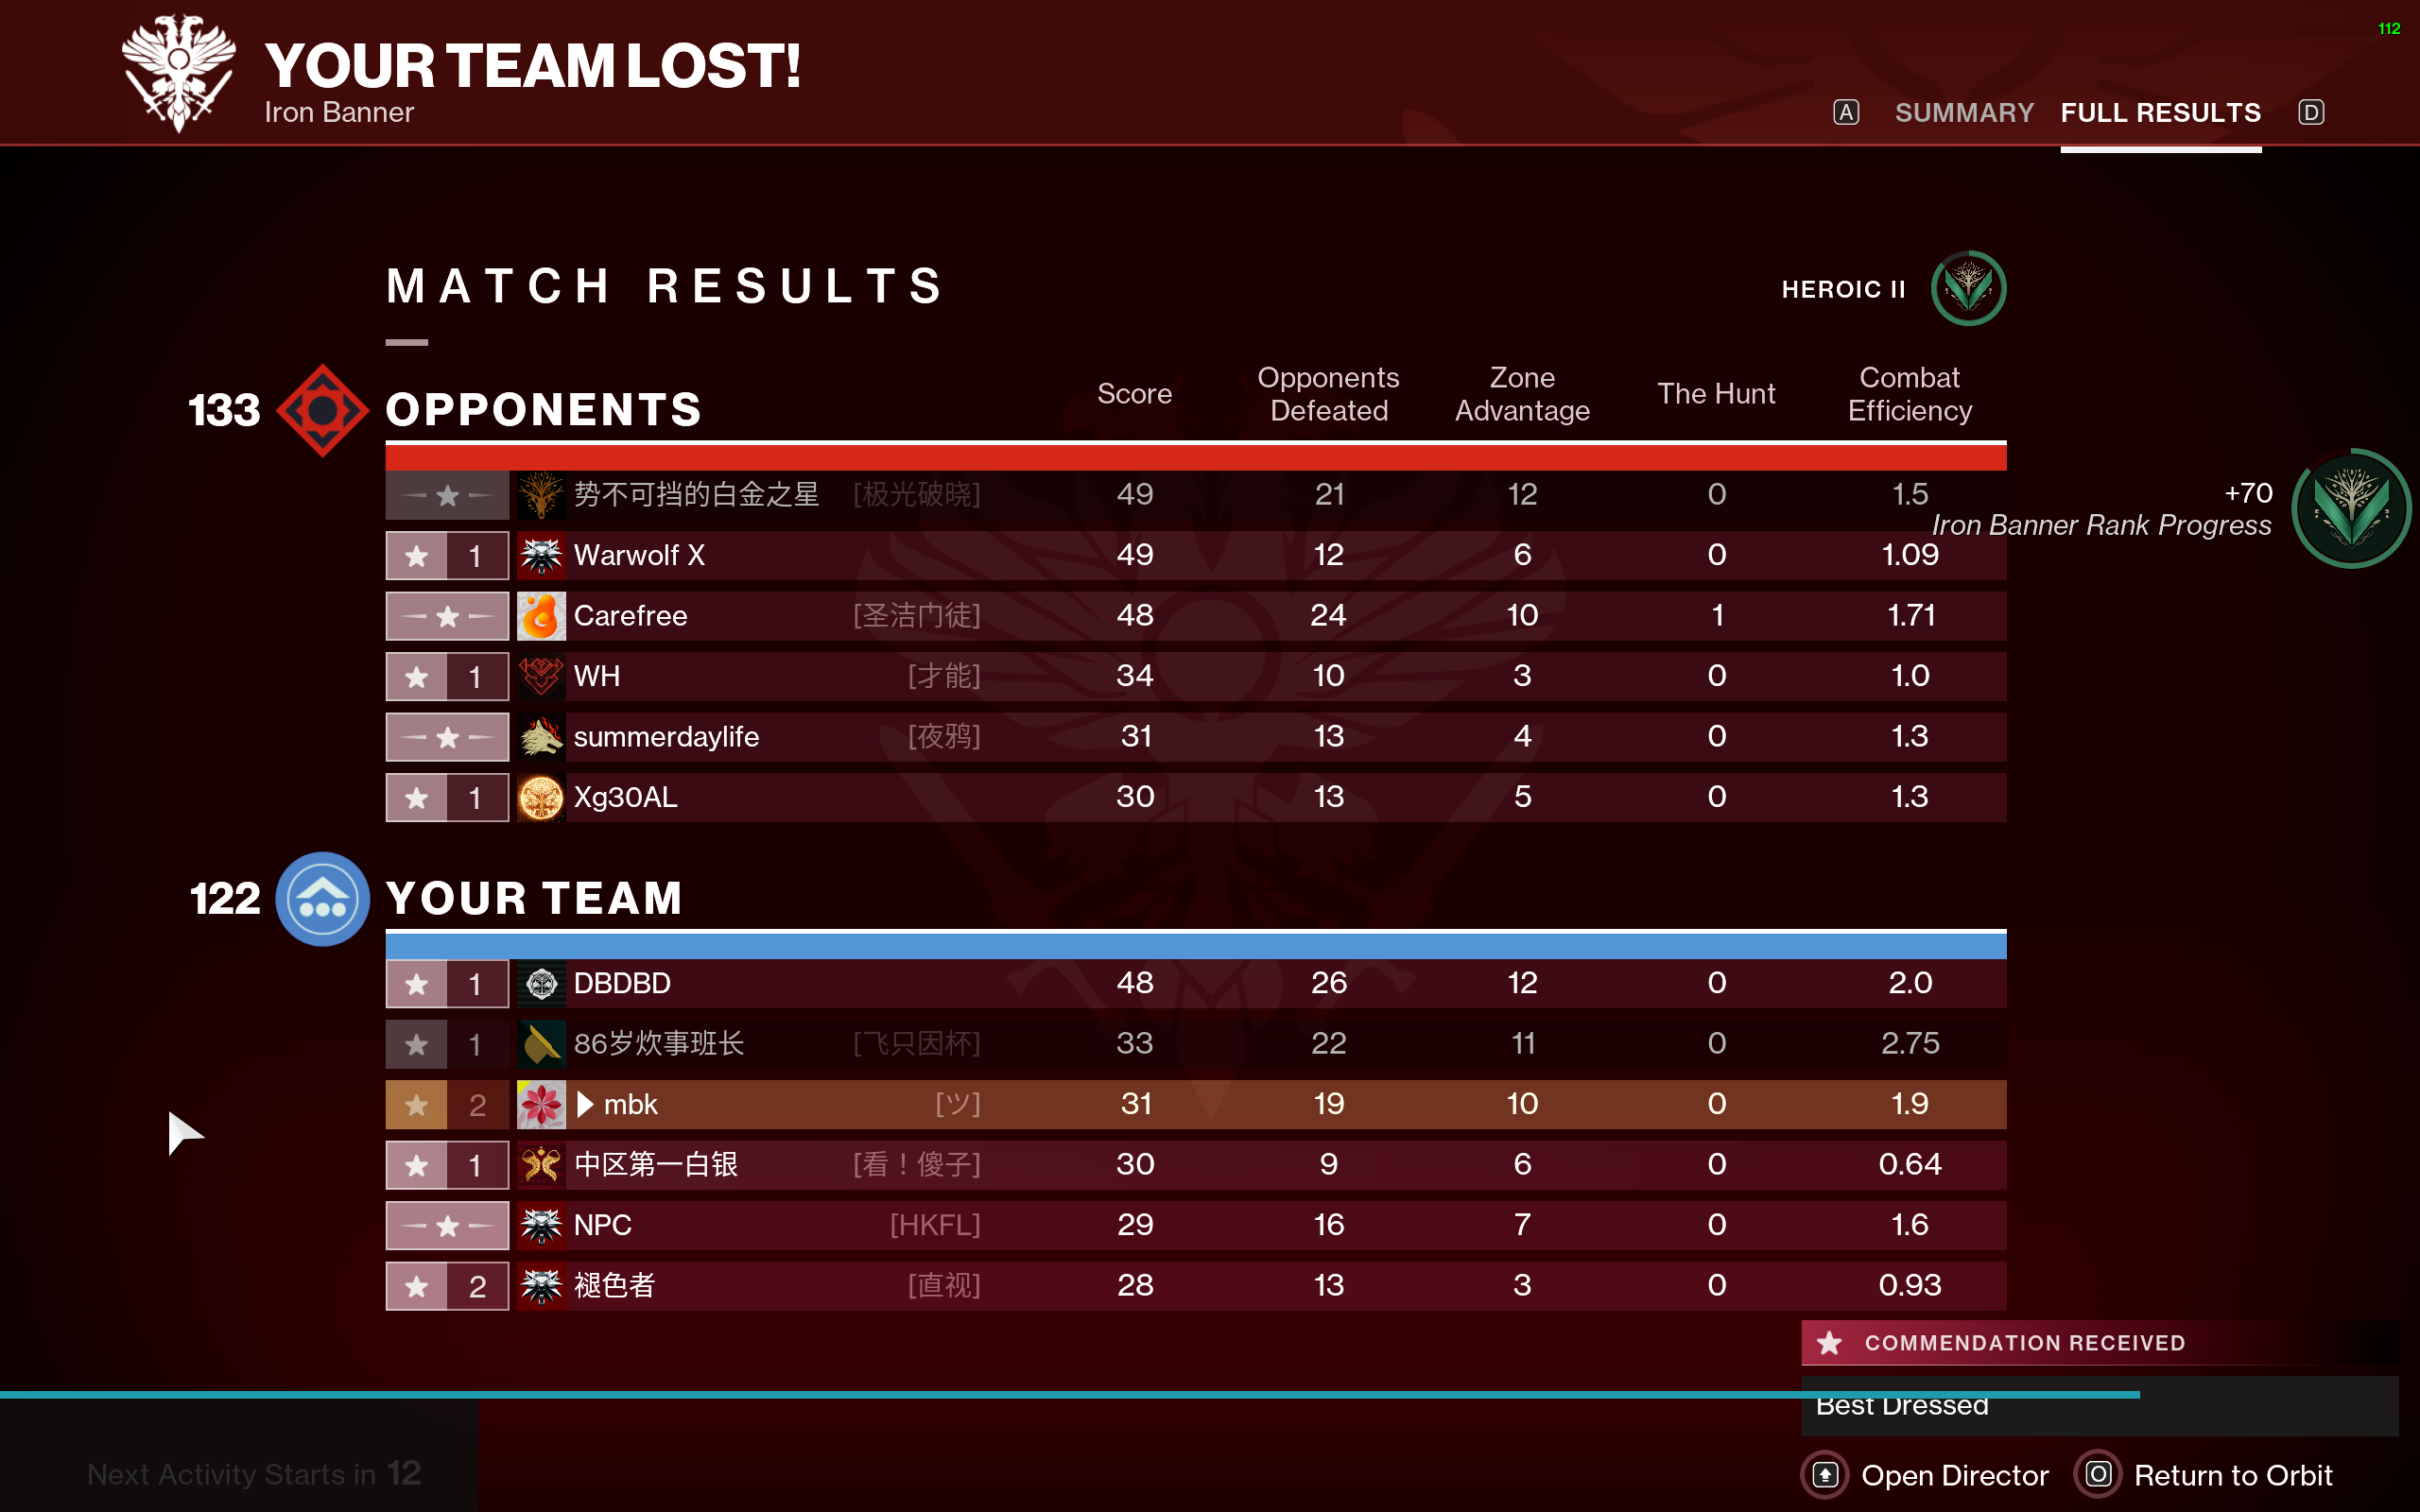 112
YOUR TEAM LOST!
Iron Banner
A SUMMARY FULL RESULTS D
MATCH RESULTS
HEROIC II
133 OPPONENTS Score Opponents Defeated Zone Advantage The Hunt Combat Efficiency
势不可挡的白金之星 [极光破晓] 49 21 12 0 1.5
+70
Iron Banner Rank Progress
1 Warwolf X 49 12 6 0 1.09
Carefree [圣洁门徒] 48 24 10 1 1.71
1 WH [才能] 34 10 3 0 1.0
summerdaylife [夜鸦] 31 13 4 0 1.3
1 Xg30AL 30 13 5 0 1.3
122 YOUR TEAM
1 DBDBD 48 26 12 0 2.0
1 86岁炊事班长 [飞只因杯] 33 22 11 0 2.75
2 mbk [ツ] 31 19 10 0 1.9
1 中区第一白银 [看！傻子] 30 9 6 0 0.64
NPC [HKFL] 29 16 7 0 1.6
2 褪色者 [直视] 28 13 3 0 0.93
COMMENDATION RECEIVED
Best Dressed
Next Activity Starts in 12
Open Director O Return to Orbit